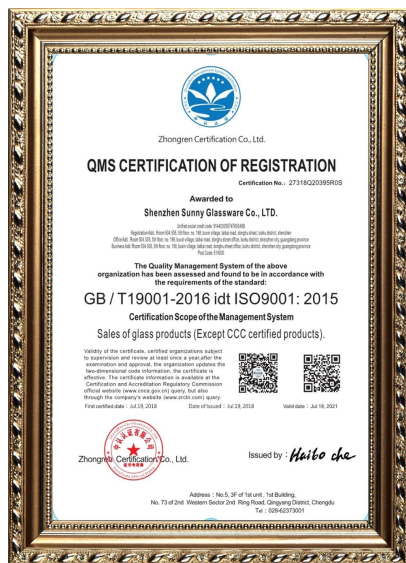 Zhongren Certification Co., Ltd.
QMS CERTIFICATION OF REGISTRATION
Certification No.: 27318Q20395R0S
Awarded to
Shenzhen Sunny Glassware Co., LTD.
The Quality Management System of the above
organization has been assessed and found to be in accordance with
the requirements of the standard:
GB / T19001-2016 idt ISO9001: 2015
Certification Scope of the Management System
Sales of glass products (Except CCC certified products).
Validity of the certificate, certified organizations subject
to supervision and review at least once a year,after the
examination and approval, the organization updates the
two-dimensional code information, the certificate is
effective. The certificate information is available at the
Certification and Accreditation Regulatory Commission
official website (www.cnca.gov.cn) query, but also
through the company's website (www.zrcln.com) query.
First certified date : Jul.19, 2018
Date of Issued : Jul.19, 2018
Valid date : Jul.18, 2021
Zhongren Certification Co., Ltd.
Issued by : Haibo che
Address : No.5, 3F of 1st unit , 1st Building,
No. 73 of 2nd Western Sector 2nd Ring Road, Qingyang District, Chengdu
Tel : 028-62373001